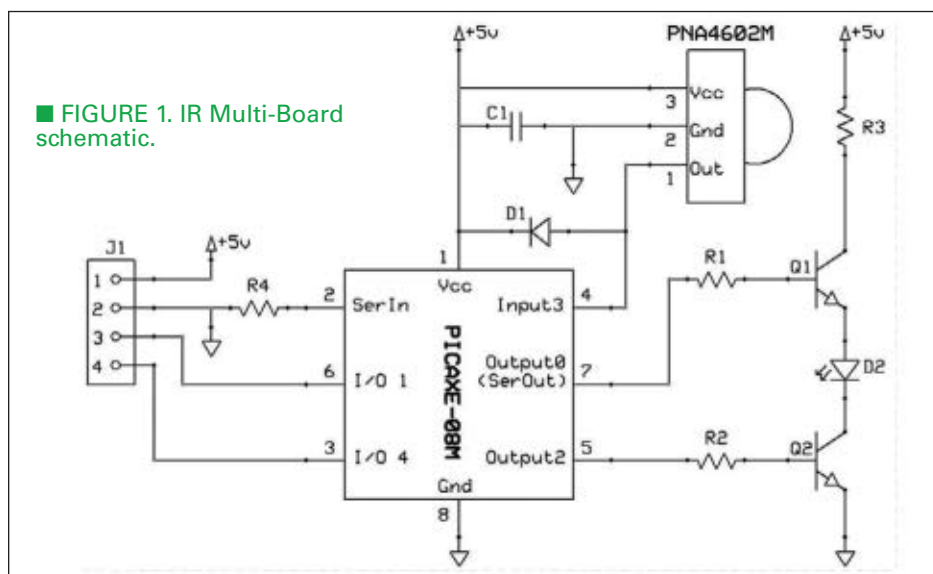 ■ FIGURE 1. IR Multi-Board
schematic.
+5v
PNA4602M
+5v
3 Vcc
2 Gnd
1 Out
C1
R3
D1
J1
+5v
1
2
3
4
R4
1
Vcc
2 SerIn
Input3 4
R1
Q1
PICAXE-08M
6 I/O 1
Output0 7
(SerOut)
D2
3 I/O 4
Output2 5
R2
Q2
Gnd
8